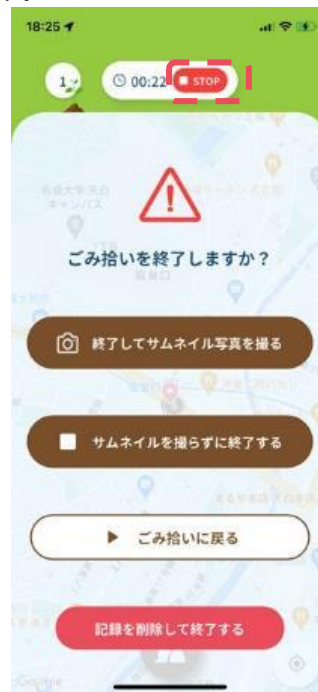 18:25
1
00:22 STOP
ごみ拾いを終了しますか？
終了してサムネイル写真を撮る
サムネイルを撮らずに終了する
ごみ拾いに戻る
記録を削除して終了する
Google